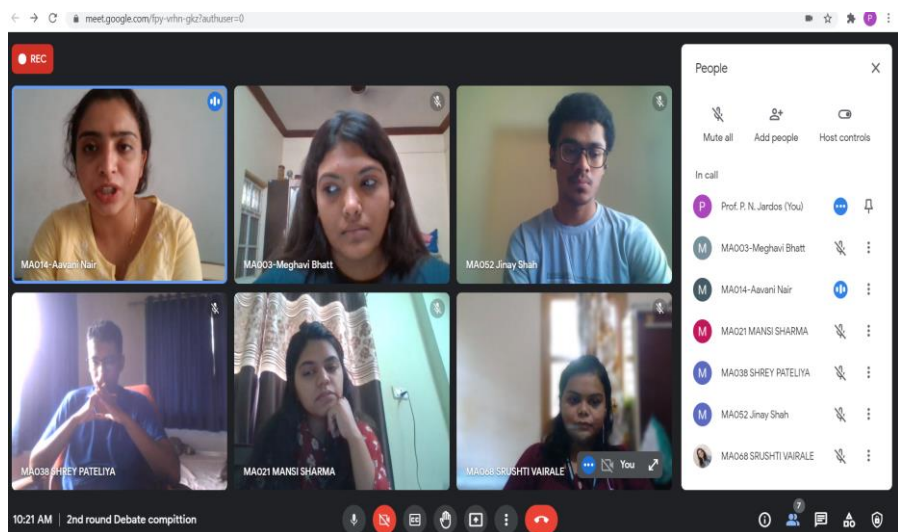 meet.google.com/fpy-vrhn-gkz?authuser=0
P
REC
MA014-Aavani Nair
MA003-Meghavi Bhatt
MA052 Jinay Shah
MA038 SHREY PATELIYA
MA021 MANSI SHARMA
MA068 SRUSHTI VAIRALE
You
People
Mute all
Add people
Host controls
In call
P Prof. P. N. Jardos (You)
M MA003-Meghavi Bhatt
M MA014-Aavani Nair
M MA021 MANSI SHARMA
M MA038 SHREY PATELIYA
M MA052 Jinay Shah
MA068 SRUSHTI VAIRALE
10:21 AM | 2nd round Debate compittion
7